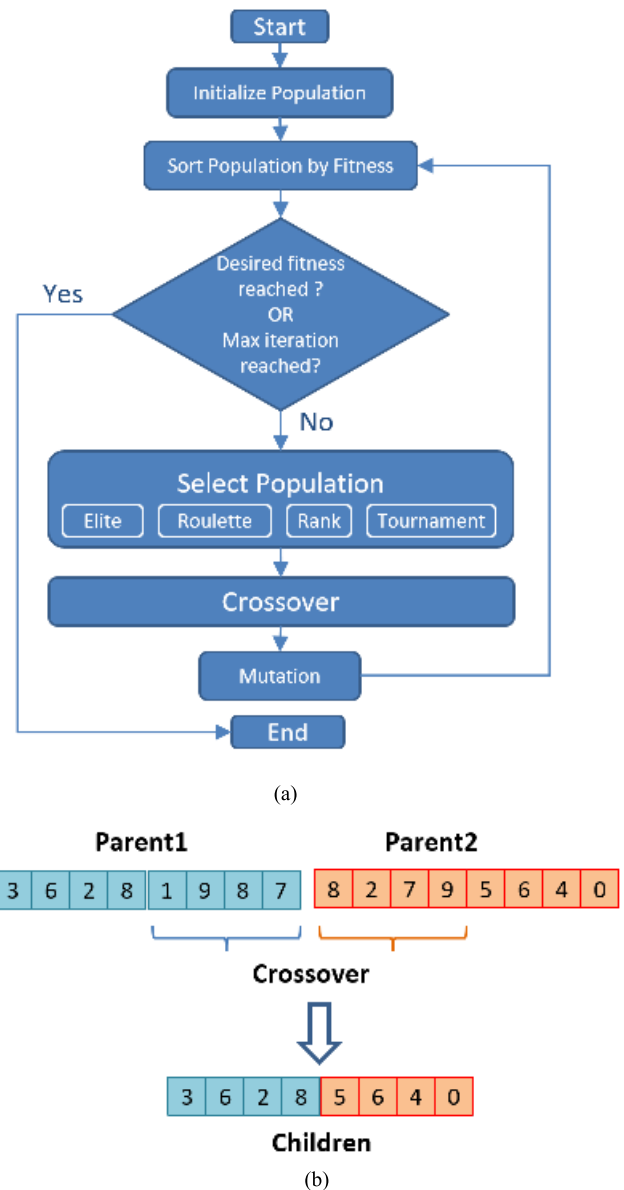 Start
Initialize Population
Sort Population by Fitness
Desired fitness
reached ?
OR
Max iteration
reached?
Yes
No
Select Population
Elite Roulette Rank Tournament
Crossover
Mutation
End
(a)
Parent1 Parent2
3 6 2 8 1 9 8 7 8 2 7 9 5 6 4 0
Crossover
3 6 2 8 5 6 4 0
Children
(b)